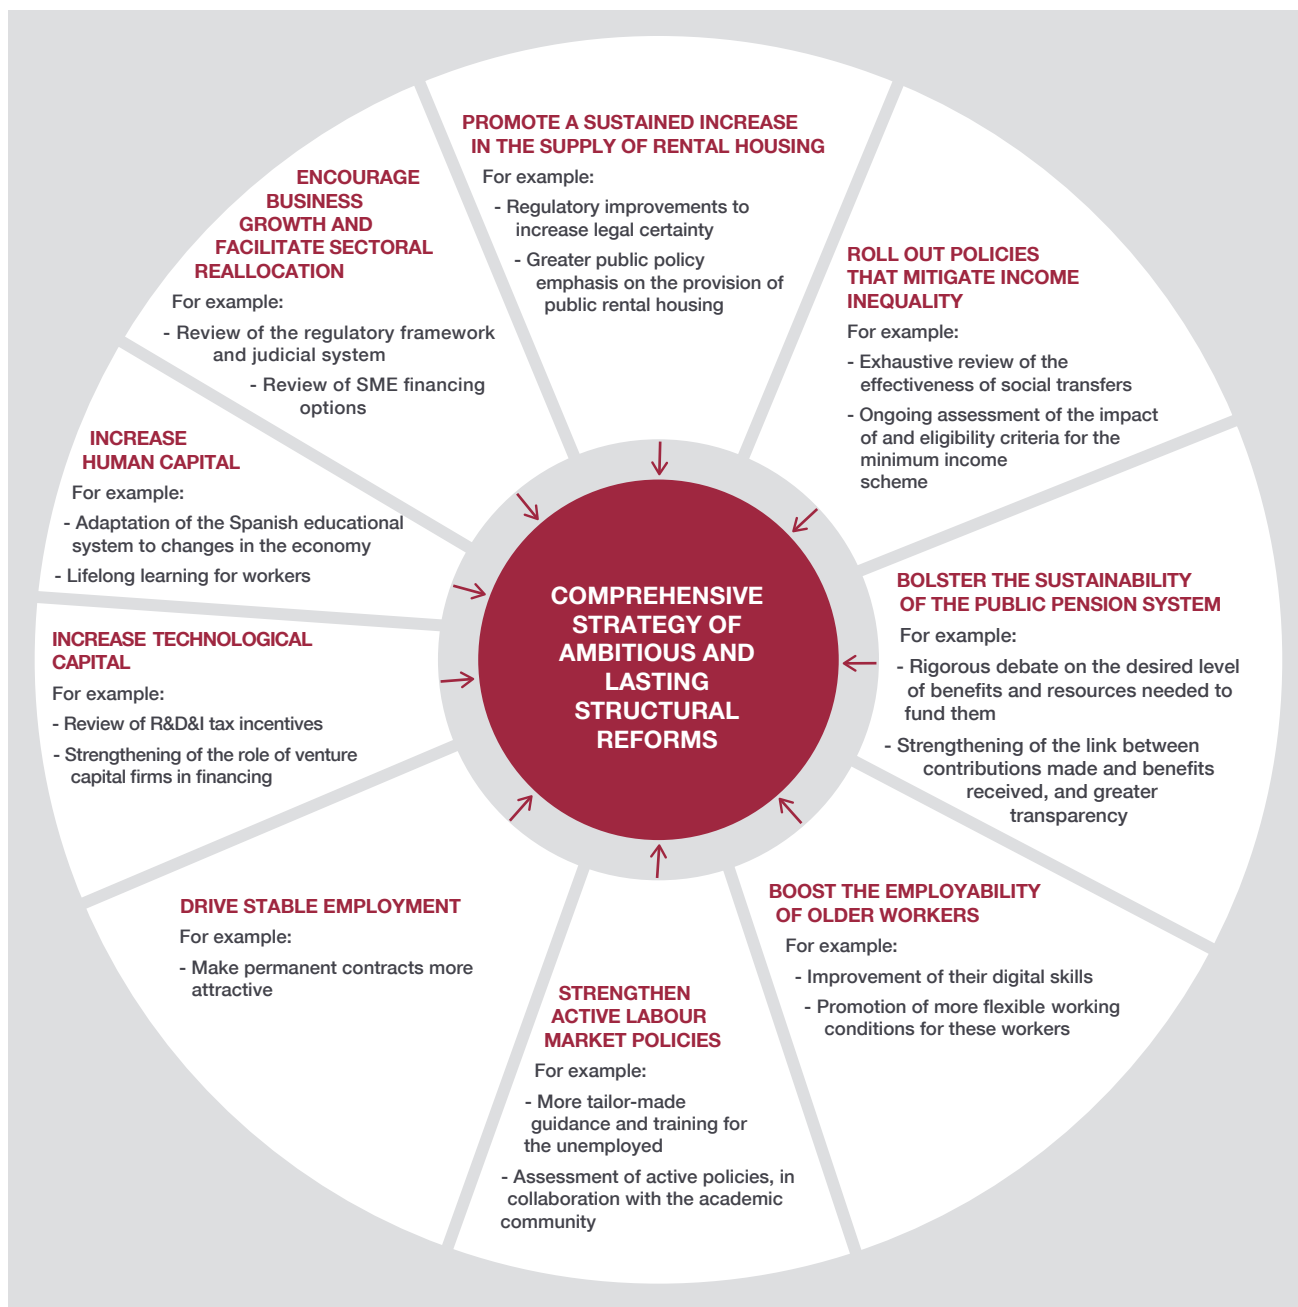 PROMOTE A SUSTAINED INCREASE
IN THE SUPPLY OF RENTAL HOUSING
For example:
- Regulatory improvements to
increase legal certainty
- Greater public policy
emphasis on the provision of
public rental housing
ROLL OUT POLICIES
THAT MITIGATE INCOME
INEQUALITY
For example:
- Exhaustive review of the
effectiveness of social transfers
- Ongoing assessment of the impact
of and eligibility criteria for the
minimum income
scheme
BOLSTER THE SUSTAINABILITY
OF THE PUBLIC PENSION SYSTEM
For example:
- Rigorous debate on the desired level
of benefits and resources needed to
fund them
- Strengthening of the link between
contributions made and benefits
received, and greater
transparency
BOOST THE EMPLOYABILITY
OF OLDER WORKERS
For example:
- Improvement of their digital skills
- Promotion of more flexible working
conditions for these workers
STRENGTHEN
ACTIVE LABOUR
MARKET POLICIES
For example:
- More tailor-made
guidance and training for
the unemployed
- Assessment of active policies, in
collaboration with the academic
community
DRIVE STABLE EMPLOYMENT
For example:
- Make permanent contracts more
attractive
INCREASE TECHNOLOGICAL
CAPITAL
For example:
- Review of R&D&I tax incentives
- Strengthening of the role of venture
capital firms in financing
INCREASE
HUMAN CAPITAL
For example:
- Adaptation of the Spanish educational
system to changes in the economy
- Lifelong learning for workers
ENCOURAGE
BUSINESS
GROWTH AND
FACILITATE SECTORAL
REALLOCATION
For example:
- Review of the regulatory framework
and judicial system
- Review of SME financing
options
COMPREHENSIVE
STRATEGY OF
AMBITIOUS AND
LASTING
STRUCTURAL
REFORMS